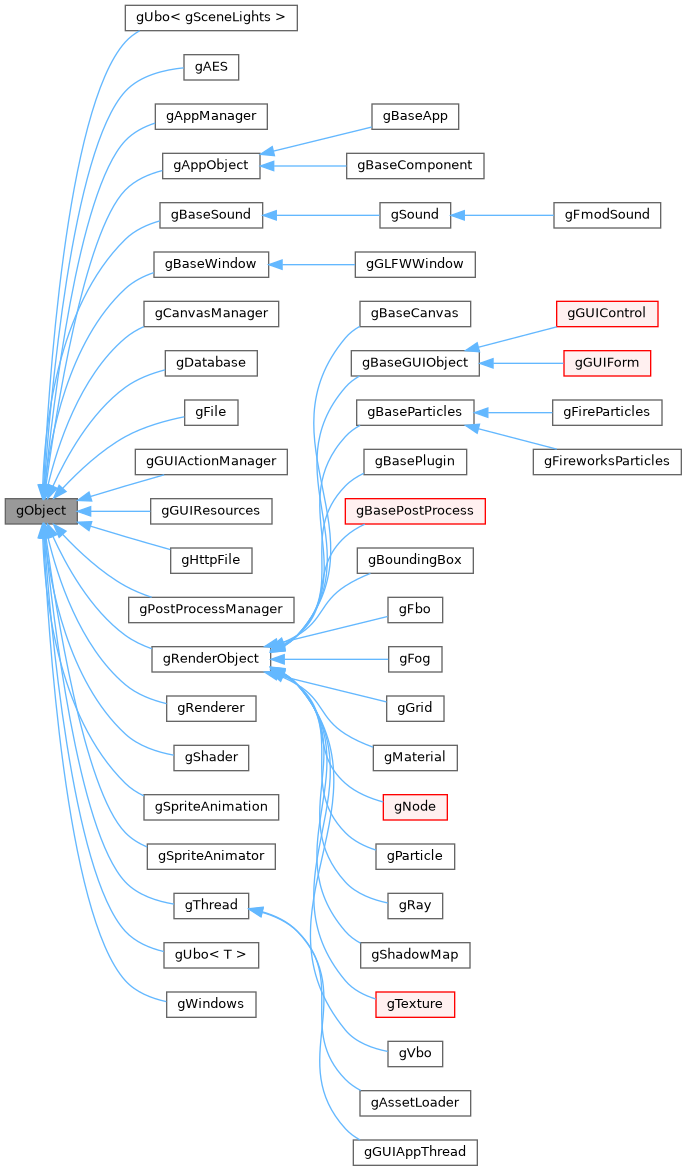 gUbo< gSceneLights >
gAES
gAppManager
gBaseApp
gAppObject
gBaseComponent
gBaseSound
gSound
gFmodSound
gBaseWindow
gGLFWWindow
gCanvasManager
gBaseCanvas
gGUIControl
gDatabase
gBaseGUIObject
gGUIForm
gFile
gBaseParticles
gFireParticles
gGUIActionManager
gBasePlugin
gFireworksParticles
gObject
gGUIResources
gBasePostProcess
gHttpFile
gBoundingBox
gPostProcessManager
gFbo
gRenderObject
gFog
gRenderer
gGrid
gShader
gMaterial
gSpriteAnimation
gNode
gSpriteAnimator
gParticle
gThread
gRay
gUbo< T >
gShadowMap
gWindows
gTexture
gVbo
gAssetLoader
gGUIAppThread